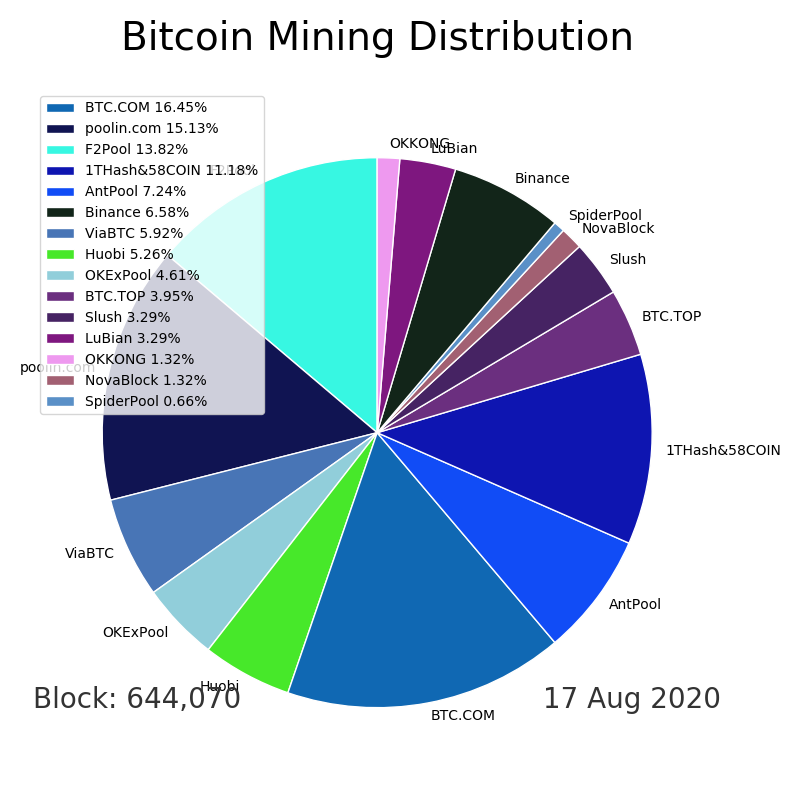 Bitcoin Mining Distribution
BTC.COM 16.45%
poolin.com 15.13%
F2Pool 13.82%
1THash&58COIN 11.18%
AntPool 7.24%
Binance 6.58%
ViaBTC 5.92%
Huobi 5.26%
OKExPool 4.61%
BTC.TOP 3.95%
Slush 3.29%
LuBian 3.29%
OKKONG 1.32%
NovaBlock 1.32%
SpiderPool 0.66%
OKKONG
LuBian
Binance
SpiderPool
NovaBlock
Slush
BTC.TOP
1THash&58COIN
AntPool
BTC.COM
Huobi
OKExPool
ViaBTC
poolin.com
Block: 644,070
17 Aug 2020